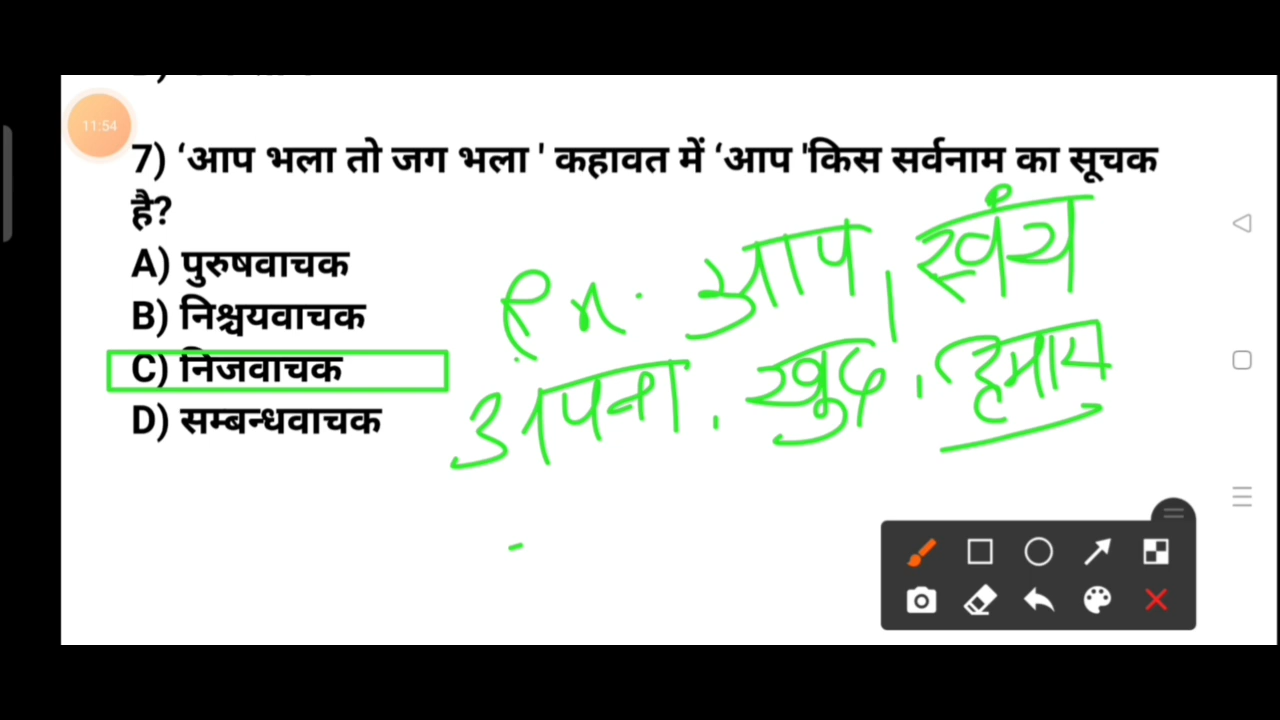 11:54
7) ‘आप भला तो जग भला ' कहावत में ‘आप 'किस सर्वनाम का सूचक
है?
A) पुरुषवाचक
B) निश्चयवाचक
C) निजवाचक
D) सम्बन्धवाचक
Ex. आप, स्वंय
अपना, खुद,